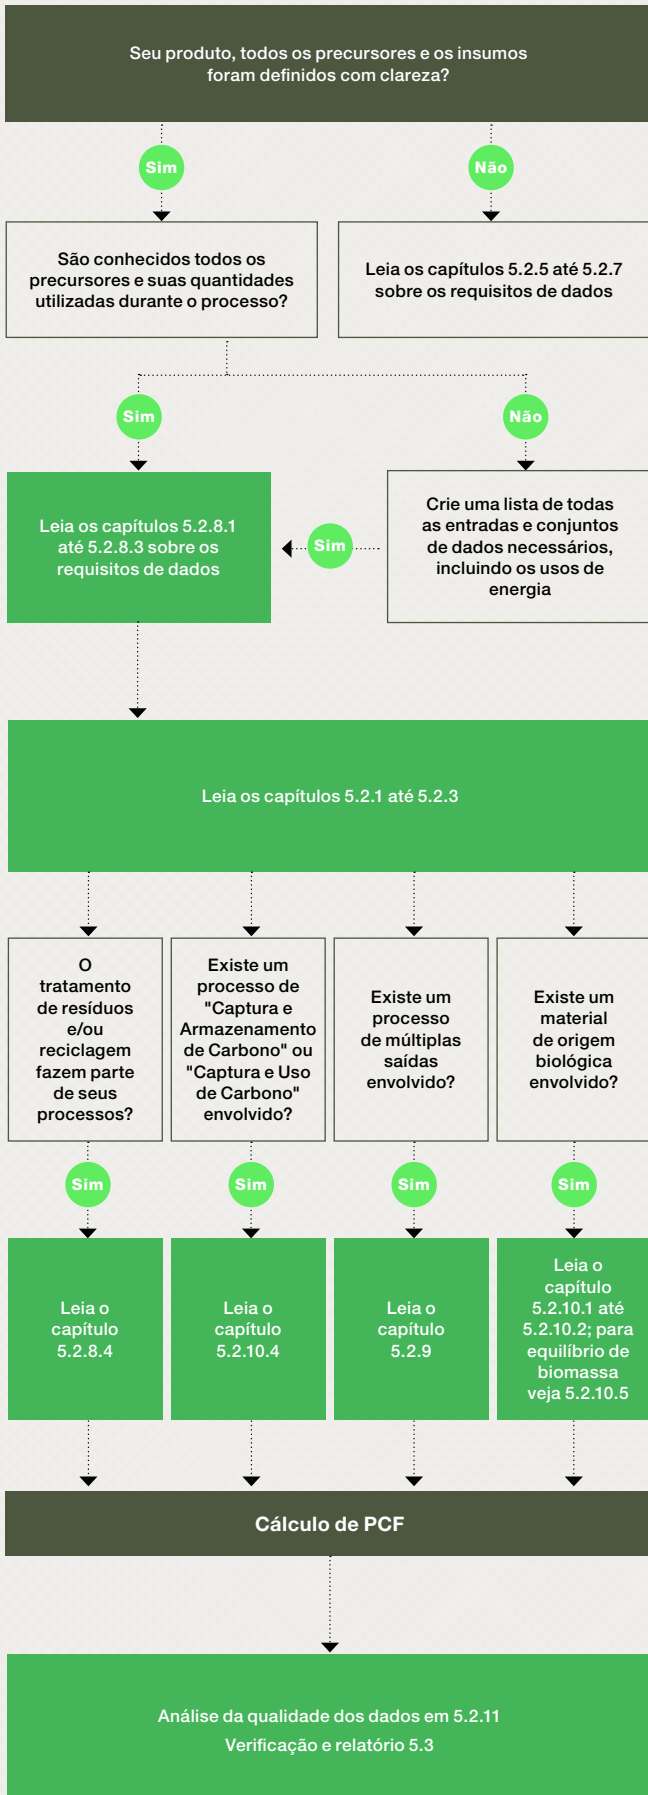 Seu produto, todos os precursores e os insumos
foram definidos com clareza?
Sim
Não
São conhecidos todos os
precursores e suas quantidades
utilizadas durante o processo?
Leia os capítulos 5.2.5 até 5.2.7
sobre os requisitos de dados
Sim
Não
Leia os capítulos 5.2.8.1
até 5.2.8.3 sobre os
requisitos de dados
Sim
Crie uma lista de todas
as entradas e conjuntos
de dados necessários,
incluindo os usos de
energia
Leia os capítulos 5.2.1 até 5.2.3
O
tratamento
de resíduos
e/ou
reciclagem
fazem parte
de seus
processos?
Existe um
processo de
"Captura e
Armazenamento
de Carbono" ou
"Captura e Uso
de Carbono"
envolvido?
Existe um
processo
de múltiplas
saídas
envolvido?
Existe um
material
de origem
biológica
envolvido?
Sim
Sim
Sim
Sim
Leia o
capítulo
5.2.8.4
Leia o
capítulo
5.2.10.4
Leia o
capítulo
5.2.9
Leia o
capítulo
5.2.10.1 até
5.2.10.2; para
equilíbrio de
biomassa
veja 5.2.10.5
Cálculo de PCF
Análise da qualidade dos dados em 5.2.11
Verificação e relatório 5.3